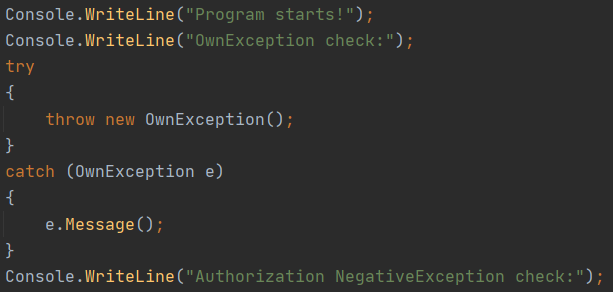 Console.WriteLine("Program starts!");
Console.WriteLine("OwnException check:");
try
{
    throw new OwnException();
}
catch (OwnException e)
{
    e.Message();
}
Console.WriteLine("Authorization NegativeException check:");